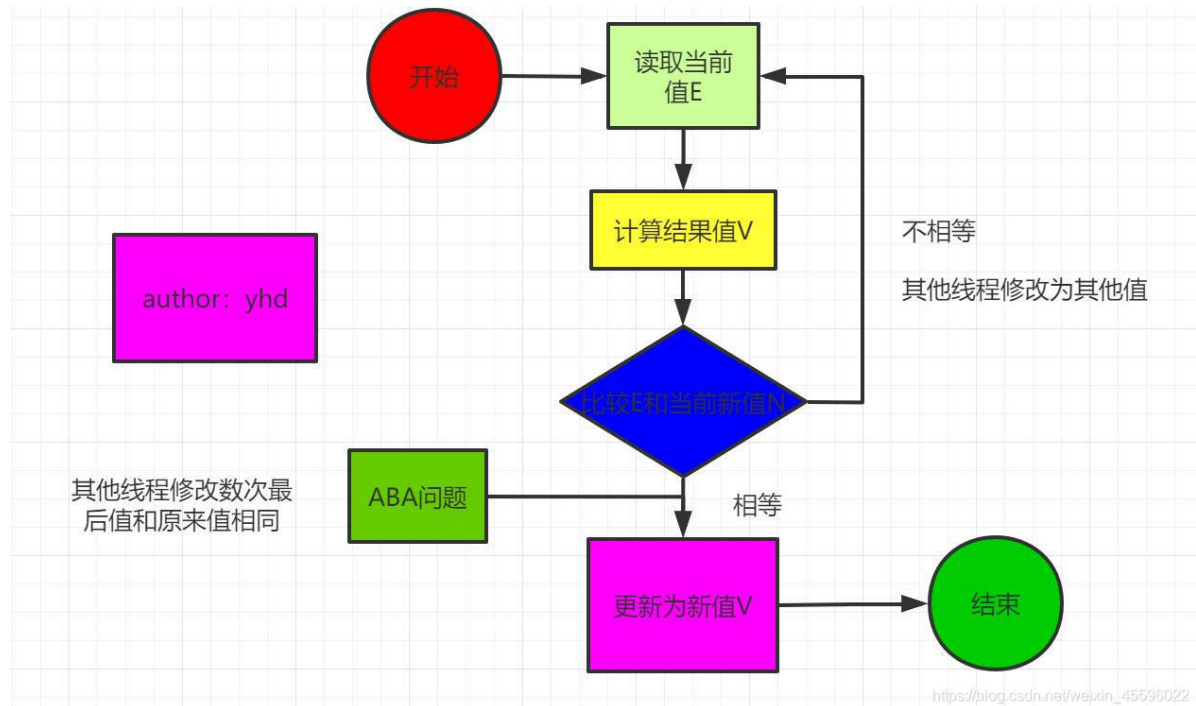 开始
读取当前
值E
计算结果值V
不相等
其他线程修改为其他值
author：yhd
比较E和当前新值N
其他线程修改数次最
后值和原来值相同
ABA问题
相等
更新为新值V
结束
https://blog.csdn.net/weixin_45596022